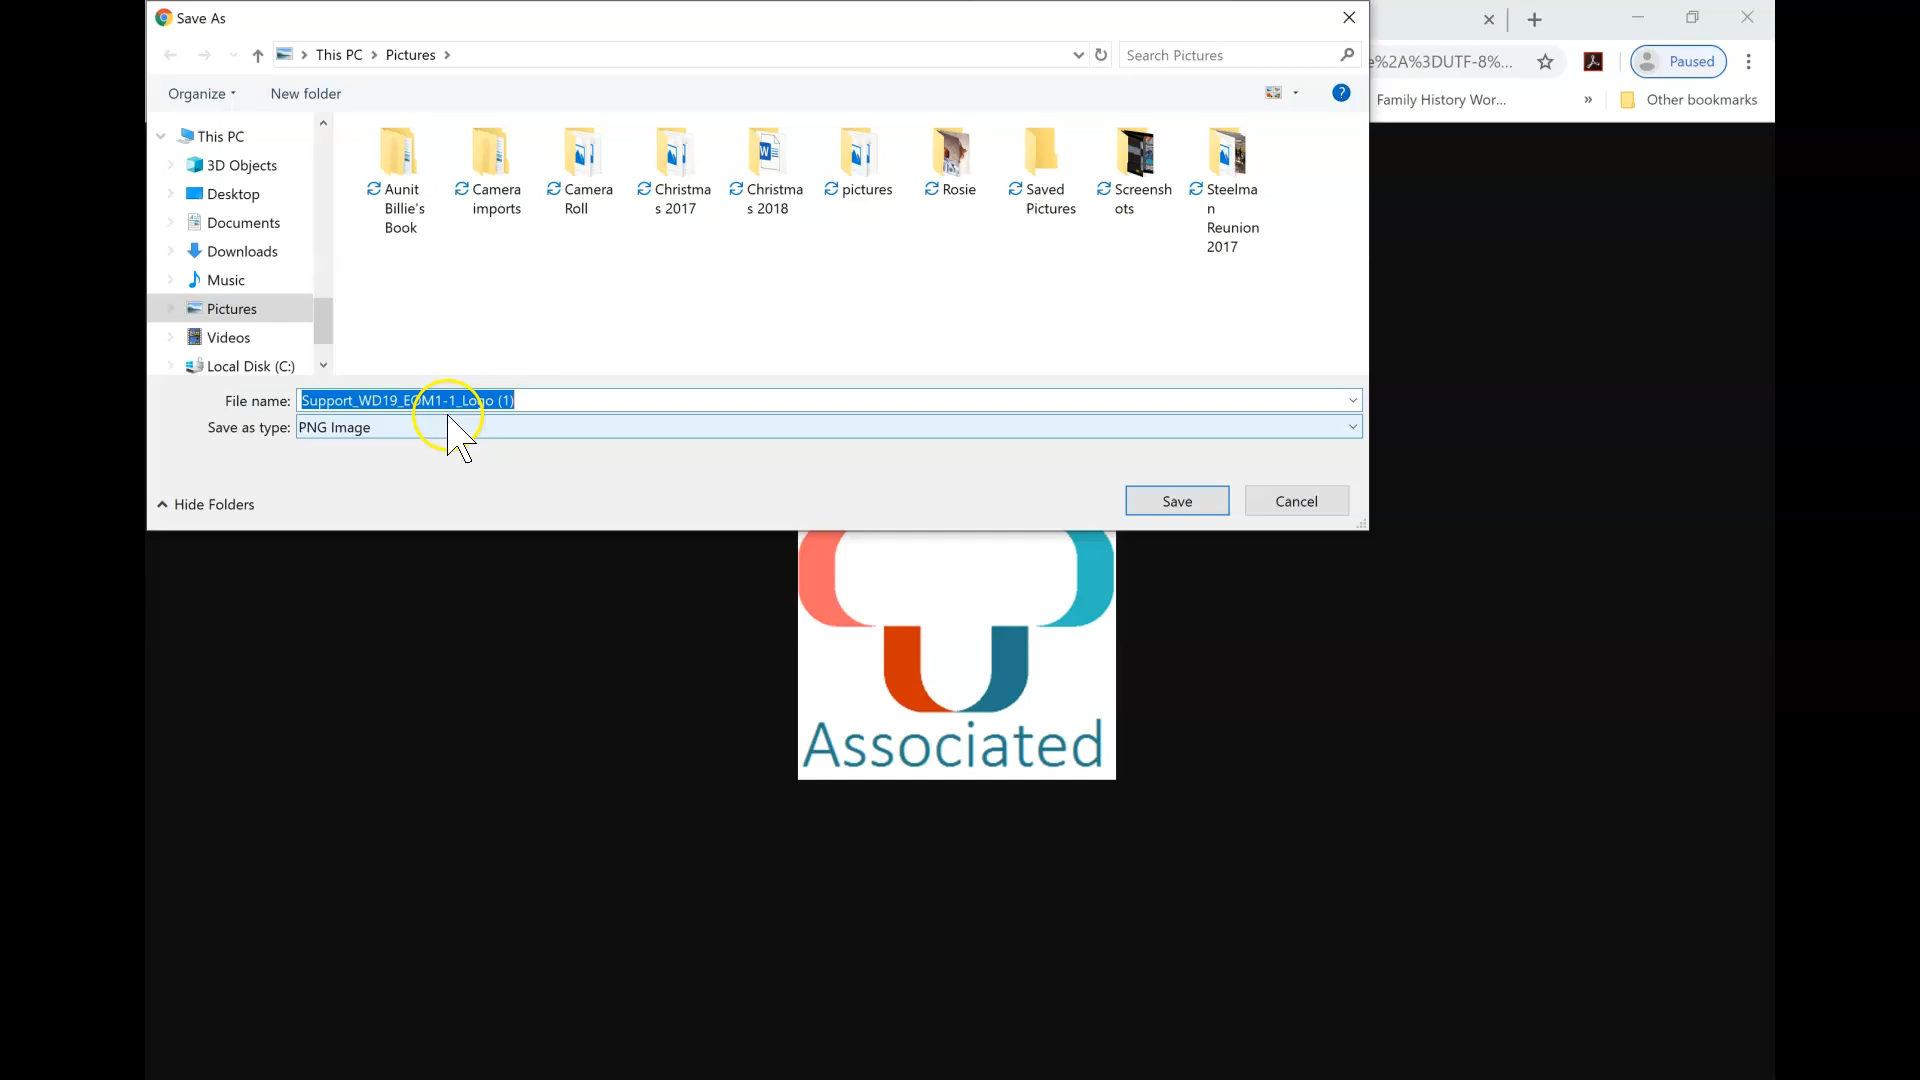 Save As
This PC
Pictures
Search Pictures
Organize
New folder
?
This PC
3D Objects
Desktop
Documents
Downloads
Music
Pictures
Videos
Local Disk (C:)
Aunit
Billie's
Book
Camera
imports
Camera
Roll
Christma
s 2017
Christma
s 2018
pictures
Rosie
Saved
Pictures
Screensh
ots
Steelma
n
Reunion
2017
File name: Support_WD19_EOM1-1_Logo (1)
Save as type: PNG Image
Hide Folders
Save
Cancel
e%2A%3DUTF-8%...
Paused
Family History Wor...
»
Other bookmarks
Associated